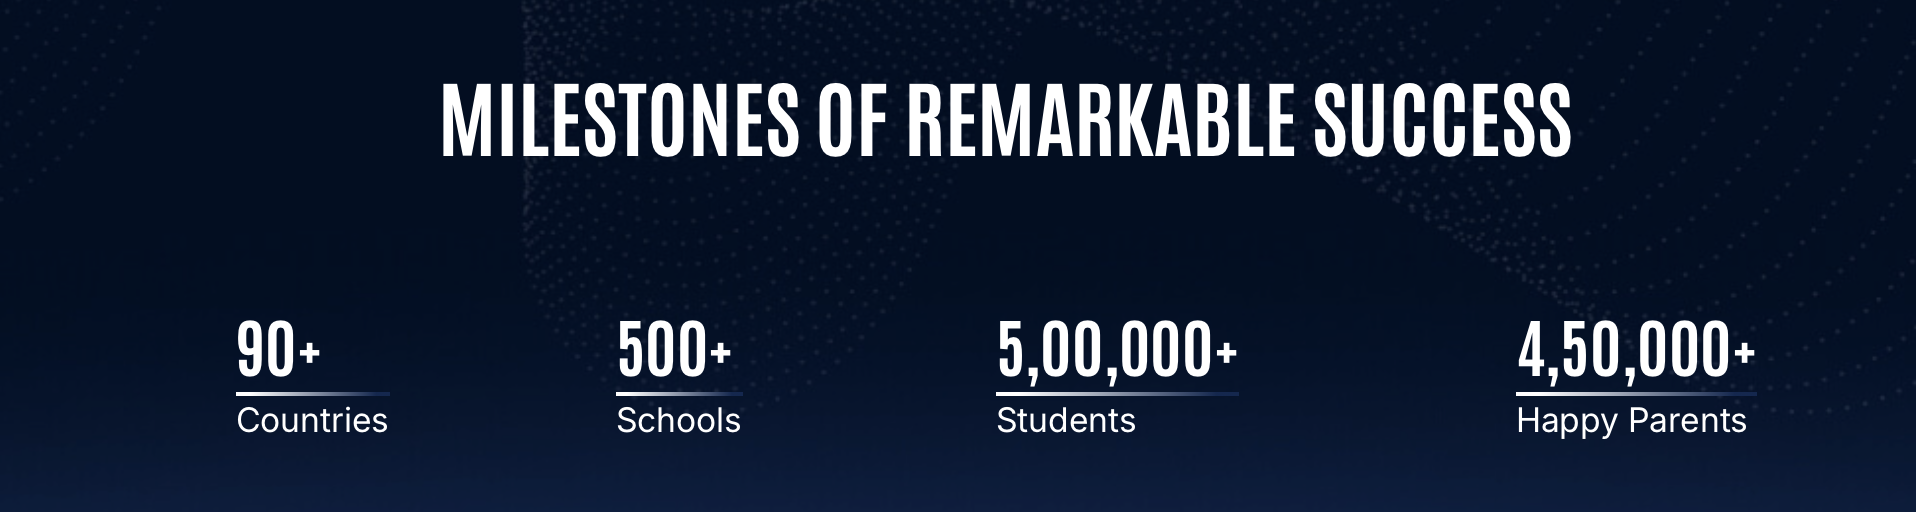 MILESTONES OF REMARKABLE SUCCESS
90+
Countries
500+
Schools
5,00,000+
Students
4,50,000+
Happy Parents